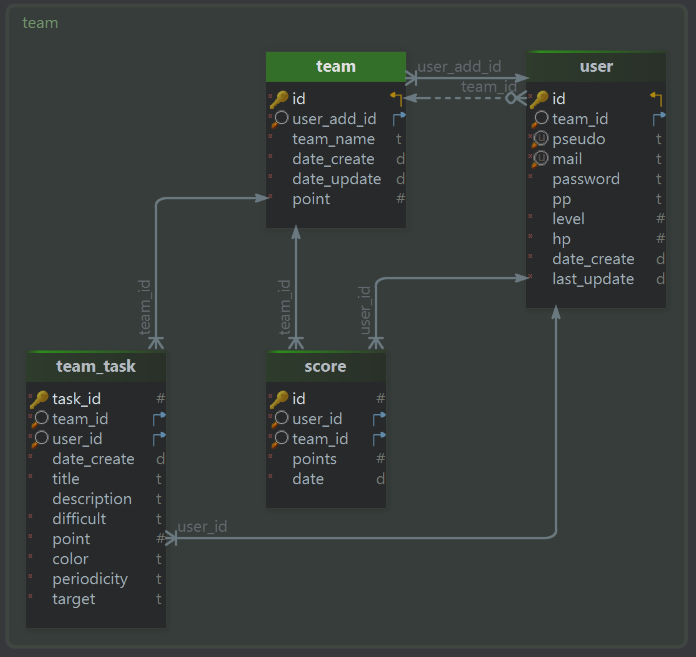 team
team
id
user_add_id
team_name t
date_create d
date_update d
point #
user_add_id
team_id
user
id
team_id
pseudo t
mail t
password t
pp t
level #
hp #
date_create d
last_update d
team_id
team_id
user_id
team_task
task_id #
team_id
user_id
date_create d
title t
description t
difficult t
point #
color t
periodicity t
target t
score
id #
user_id
team_id
points #
date d
user_id